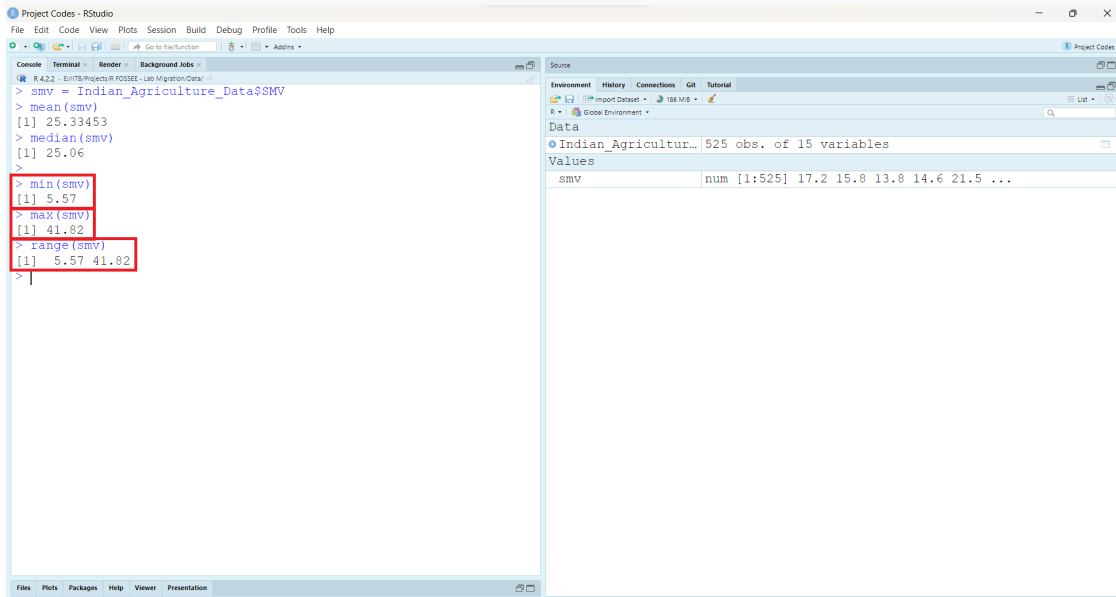 Project Codes - RStudio
File Edit Code View Plots Session Build Debug Profile Tools Help
Go to file/function Addins Project Codes
Console Terminal Render Background Jobs
R 4.2.2 · E:/IITB/Projects/R FOSSEE - Lab Migration/Data/
> smv = Indian_Agriculture_Data$SMV
> mean(smv)
[1] 25.33453
> median(smv)
[1] 25.06
>
> min(smv)
[1] 5.57
> max(smv)
[1] 41.82
> range(smv)
[1]  5.57 41.82
>
Files Plots Packages Help Viewer Presentation
Source
Environment History Connections Git Tutorial
Import Dataset 186 MiB List
R Global Environment
Data
Indian_Agricultur… 525 obs. of 15 variables
Values
smv num [1:525] 17.2 15.8 13.8 14.6 21.5 ...